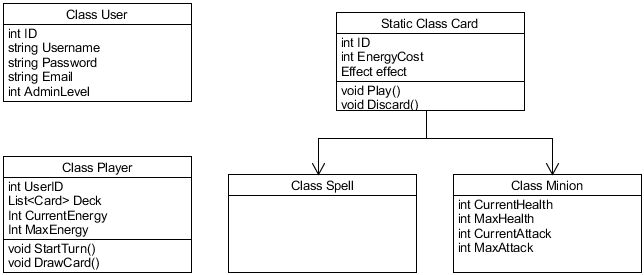 Class User
int ID
string Username
string Password
string Email
int AdminLevel
Static Class Card
int ID
int EnergyCost
Effect effect
void Play()
void Discard()
Class Player
int UserID
List<Card> Deck
Int CurrentEnergy
Int MaxEnergy
void StartTurn()
void DrawCard()
Class Spell
Class Minion
int CurrentHealth
int MaxHealth
int CurrentAttack
int MaxAttack